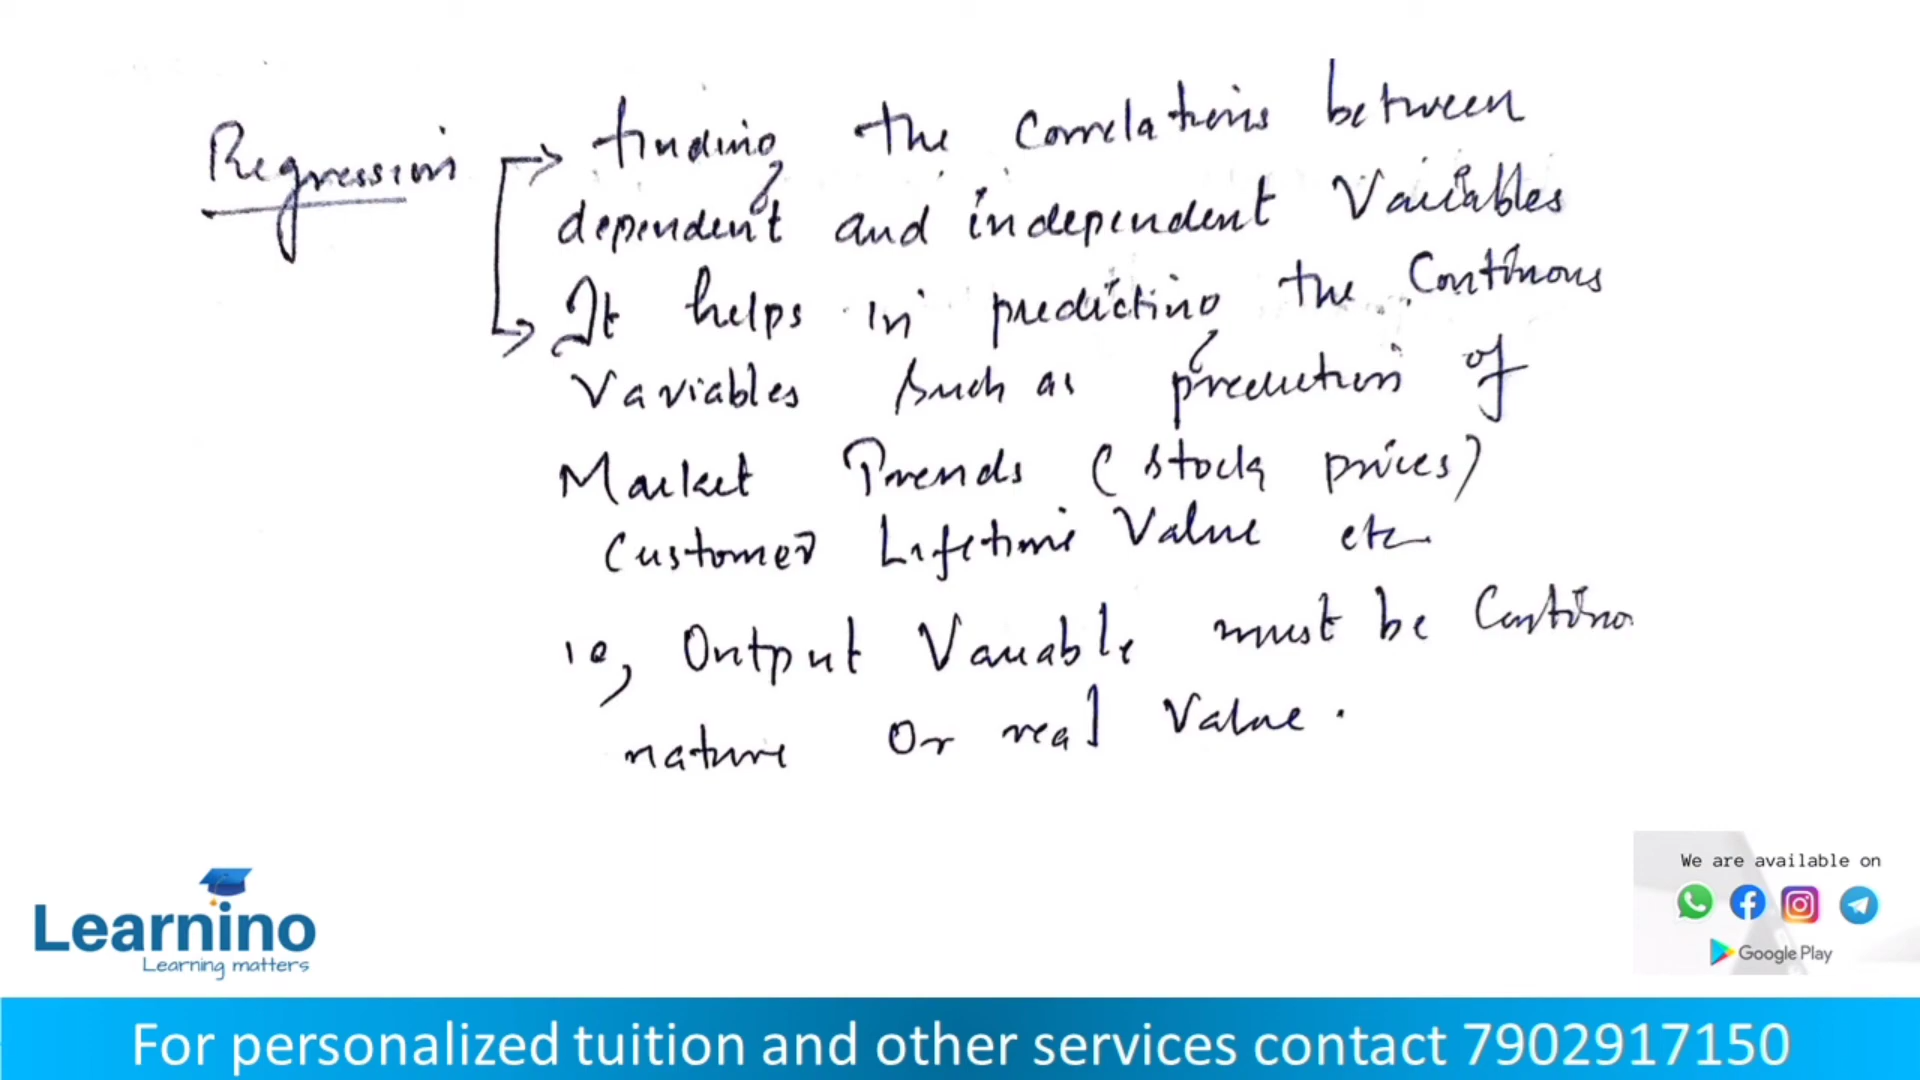 Regression → finding the Correlations between
dependent and independent Variables
→ It helps in predicting the Continous
Variables such as prediction of
Market Trends (stock prices)
Customer Lifetime Value etc
ie, Output Variable must be Contino
nature Or real Value.
Learnino
Learning matters
We are available on
Google Play
For personalized tuition and other services contact 7902917150